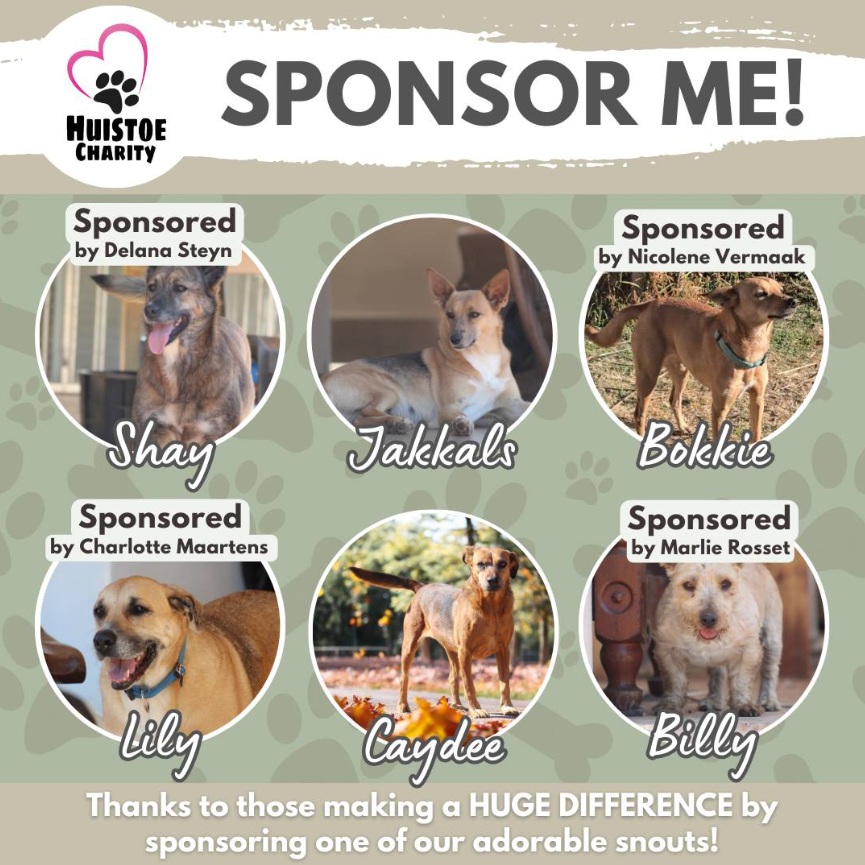 HUISTOE
CHARITY
SPONSOR ME!
Sponsored
by Delana Steyn
Shay
Jakkals
Sponsored
by Nicolene Vermaak
Bokkie
Sponsored
by Charlotte Maartens
Lily
Caydee
Sponsored
by Marlie Rosset
Billy
Thanks to those making a HUGE DIFFERENCE by
sponsoring one of our adorable snouts!